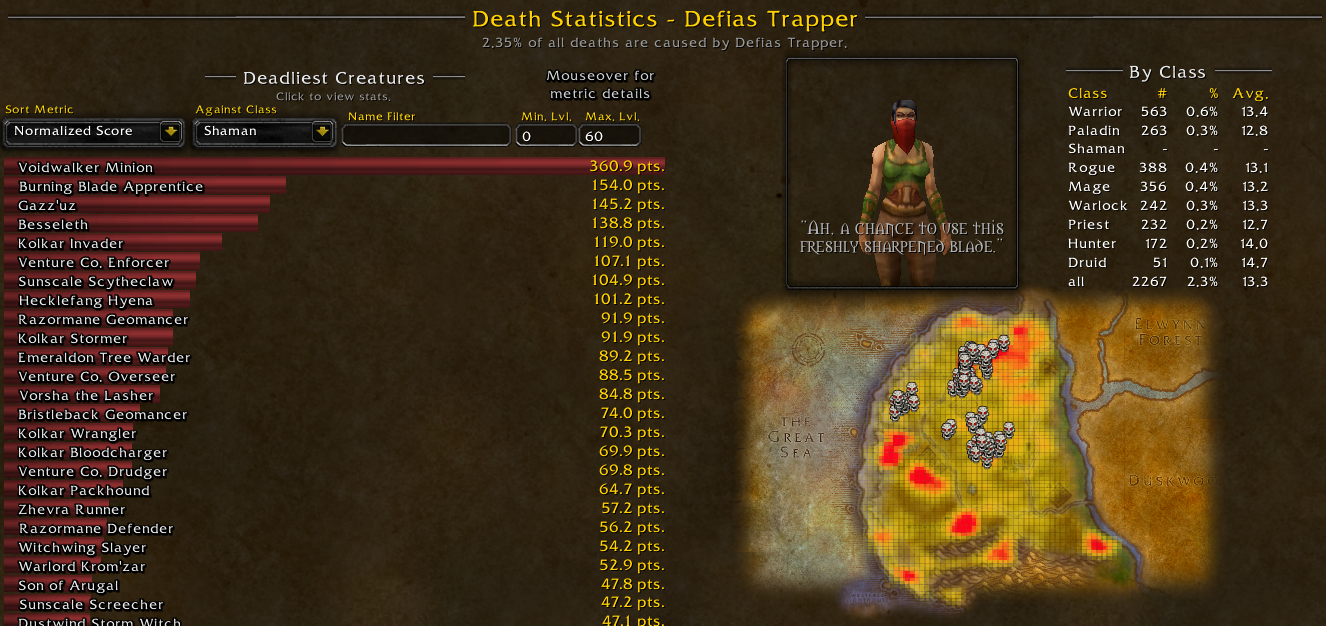 Death Statistics - Defias Trapper
2.35% of all deaths are caused by Defias Trapper.
Deadliest Creatures
Click to view stats.
Mouseover for
metric details
Sort Metric
Against Class
Name Filter
Min. Lvl.
Max. Lvl.
Normalized Score
Shaman
0
60
Voidwalker Minion 360.9 pts.
Burning Blade Apprentice 154.0 pts.
Gazz'uz 145.2 pts.
Besseleth 138.8 pts.
Kolkar Invader 119.0 pts.
Venture Co. Enforcer 107.1 pts.
Sunscale Scytheclaw 104.9 pts.
Hecklefang Hyena 101.2 pts.
Razormane Geomancer 91.9 pts.
Kolkar Stormer 91.9 pts.
Emeraldon Tree Warder 89.2 pts.
Venture Co. Overseer 88.5 pts.
Vorsha the Lasher 84.8 pts.
Bristleback Geomancer 74.0 pts.
Kolkar Wrangler 70.3 pts.
Kolkar Bloodcharger 69.9 pts.
Venture Co. Drudger 69.8 pts.
Kolkar Packhound 64.7 pts.
Zhevra Runner 57.2 pts.
Razormane Defender 56.2 pts.
Witchwing Slayer 54.2 pts.
Warlord Krom'zar 52.9 pts.
Son of Arugal 47.8 pts.
Sunscale Screecher 47.2 pts.
Dustwind Storm Witch 47.1 pts.
"Ah, a chance to use this
freshly sharpened blade."
By Class
Class # % Avg.
Warrior 563 0.6% 13.4
Paladin 263 0.3% 12.8
Shaman - - -
Rogue 388 0.4% 13.1
Mage 356 0.4% 13.2
Warlock 242 0.3% 13.3
Priest 232 0.2% 12.7
Hunter 172 0.2% 14.0
Druid 51 0.1% 14.7
all 2267 2.3% 13.3
Elwynn
Forest
The
Great
Sea
Duskwoo